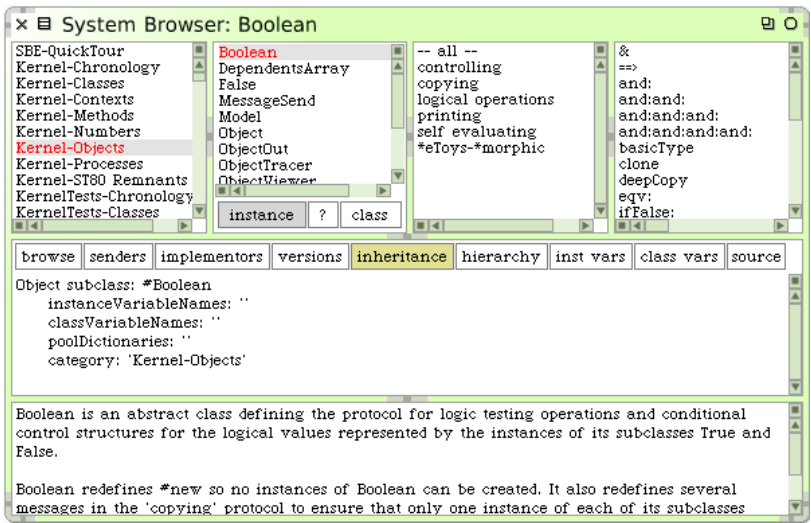 System Browser: Boolean
SBE-QuickTour
Kernel-Chronology
Kernel-Classes
Kernel-Contexts
Kernel-Methods
Kernel-Numbers
Kernel-Objects
Kernel-Processes
Kernel-ST80 Remnants
KernelTests-Chronology
KernelTests-Classes
Boolean
DependentsArray
False
MessageSend
Model
Object
ObjectOut
ObjectTracer
ObjectViewer
instance ? class
-- all --
controlling
copying
logical operations
printing
self evaluating
*eToys-*morphic
&
==>
and:
and:and:
and:and:and:
and:and:and:and:
basicType
clone
deepCopy
eqv:
ifFalse:
browse senders implementors versions inheritance hierarchy inst vars class vars source
Object subclass: #Boolean
instanceVariableNames: ''
classVariableNames: ''
poolDictionaries: ''
category: 'Kernel-Objects'
Boolean is an abstract class defining the protocol for logic testing operations and conditional
control structures for the logical values represented by the instances of its subclasses True and
False.
Boolean redefines #new so no instances of Boolean can be created. It also redefines several
messages in the 'copying' protocol to ensure that only one instance of each of its subclasses